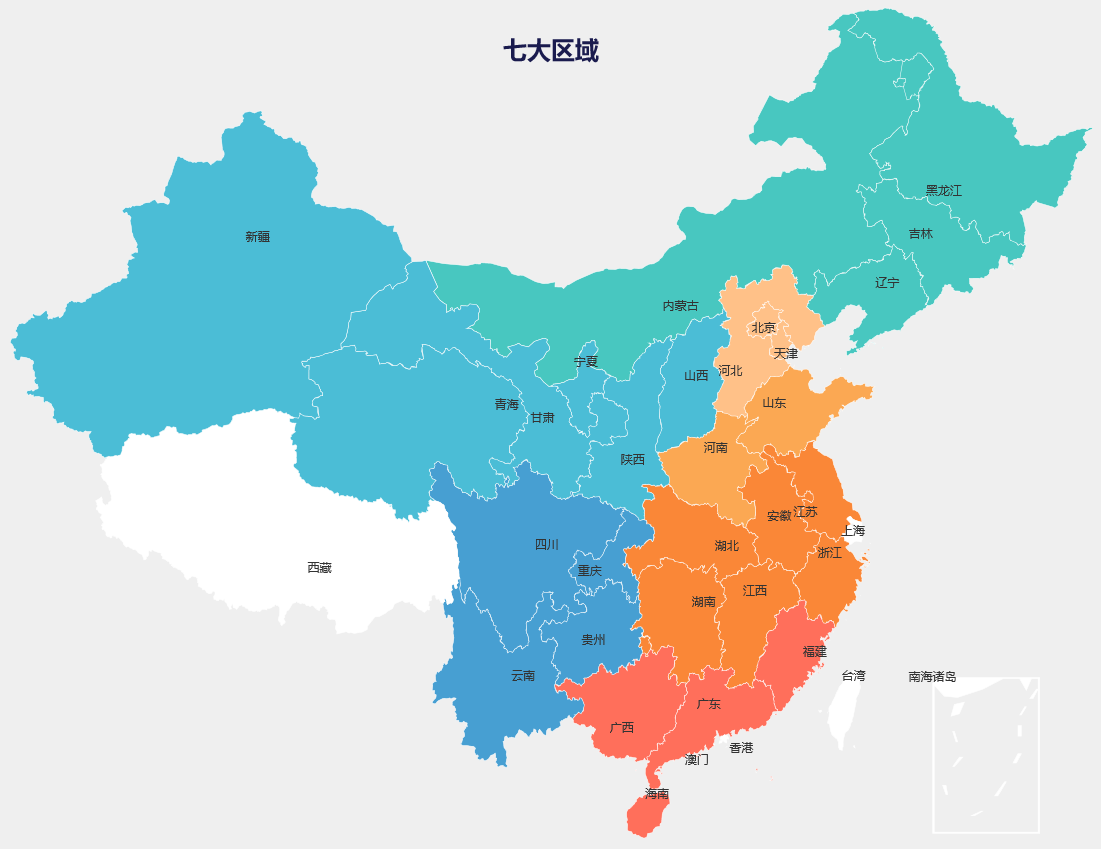 七大区域
黑龙江
吉林
新疆
辽宁
内蒙古
北京
天津
宁夏
河北
山西
山东
青海
甘肃
河南
陕西
江苏
安徽
上海
四川
湖北
浙江
西藏
重庆
江西
湖南
贵州
福建
云南
台湾
南海诸岛
广东
广西
香港
澳门
海南